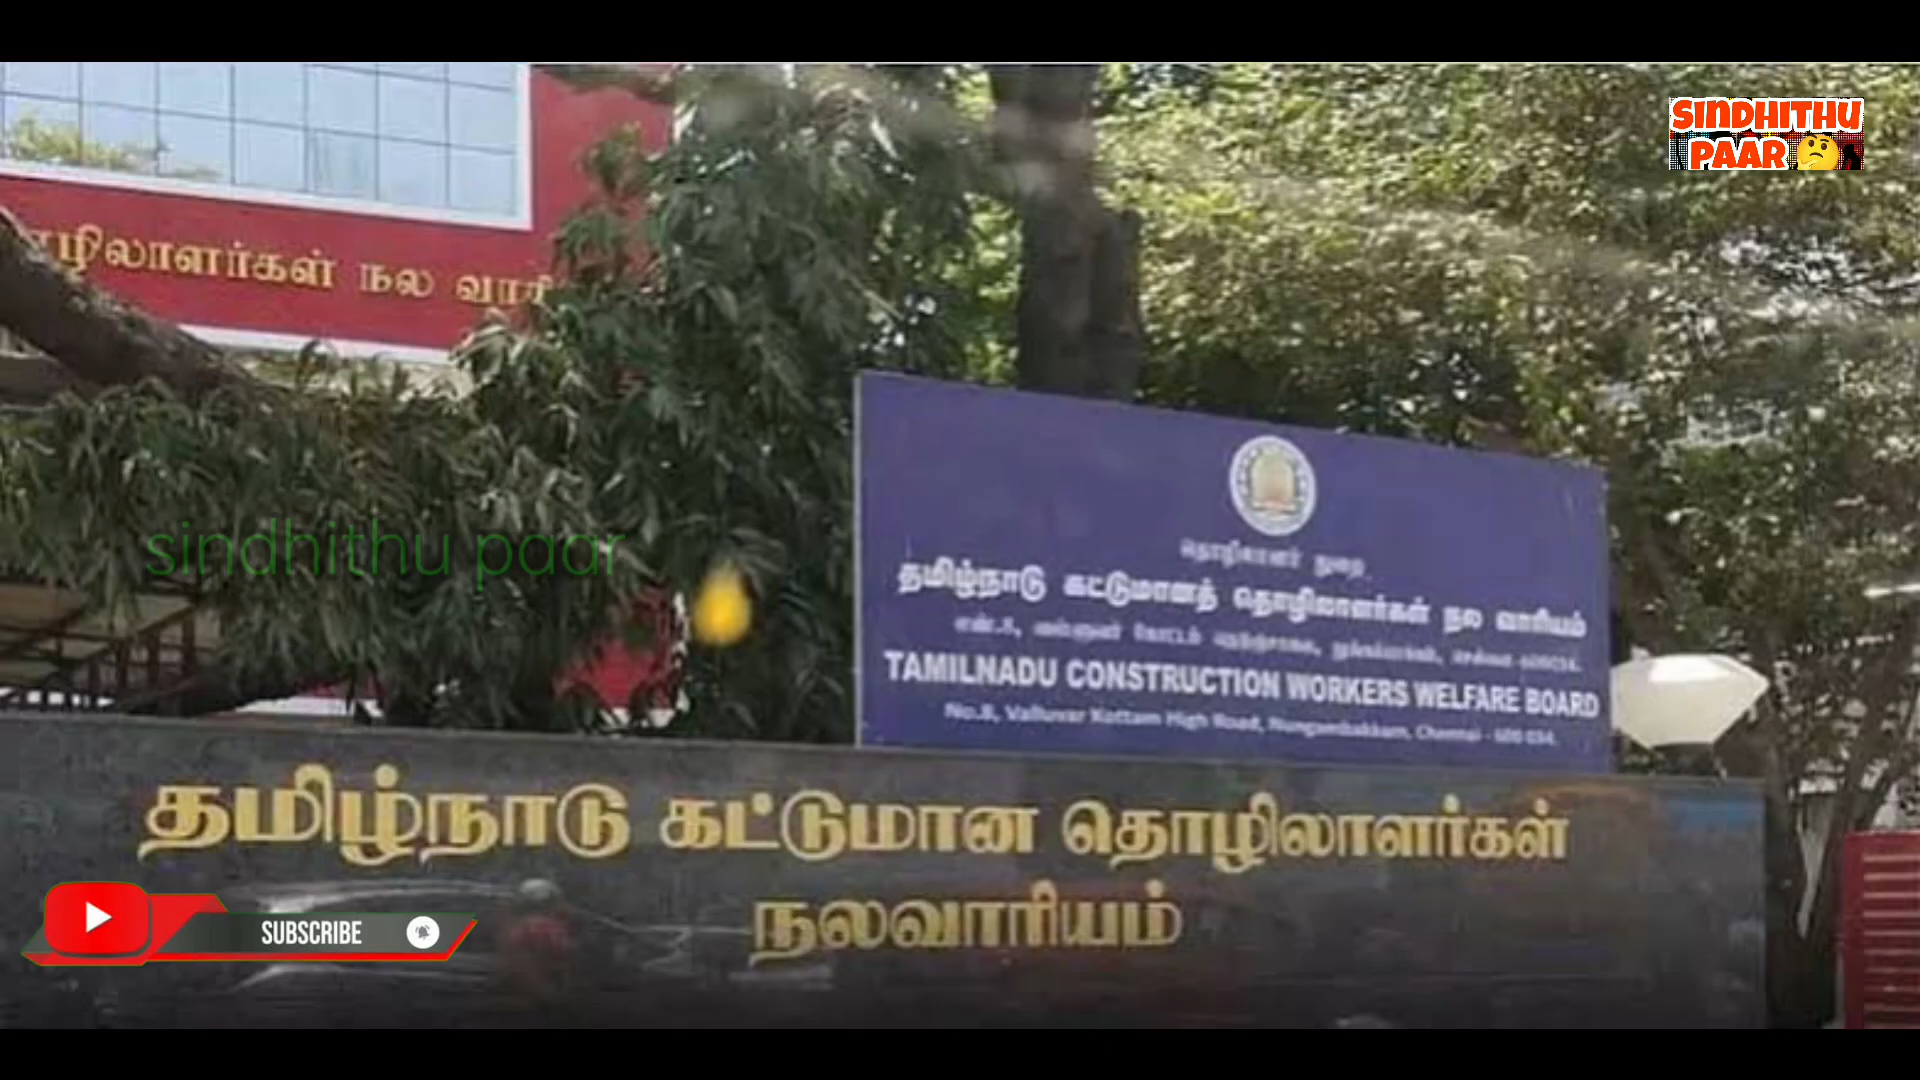 SINDHITHU
PAAR
ழிலாளர்கள் நல வாரி
sindhithu paar
தொழிலாளர் துறை
தமிழ்நாடு கட்டுமானத் தொழிலாளர்கள் நல வாரியம்
TAMILNADU CONSTRUCTION WORKERS WELFARE BOARD
No.8, Valluvar Kottam High Road, Nungambakkam, Chennai - 600 034.
தமிழ்நாடு கட்டுமான தொழிலாளர்கள்
நலவாரியம்
SUBSCRIBE